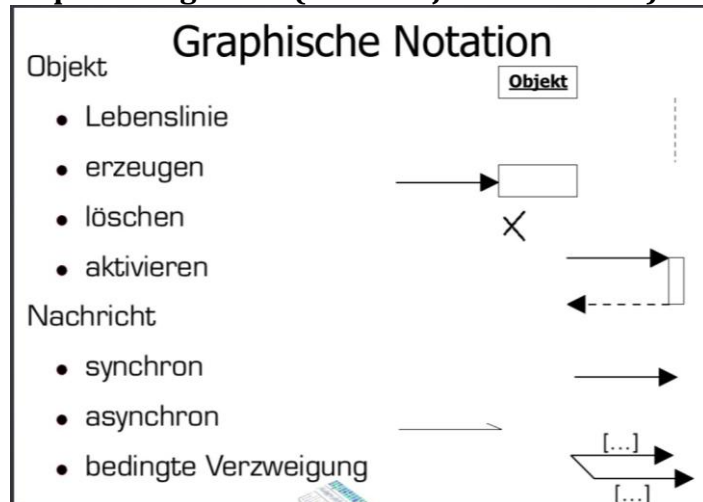 Graphische Notation
Objekt
Objekt
• Lebenslinie
• erzeugen
• löschen
• aktivieren
Nachricht
• synchron
• asynchron
[...]
• bedingte Verzweigung
[...]